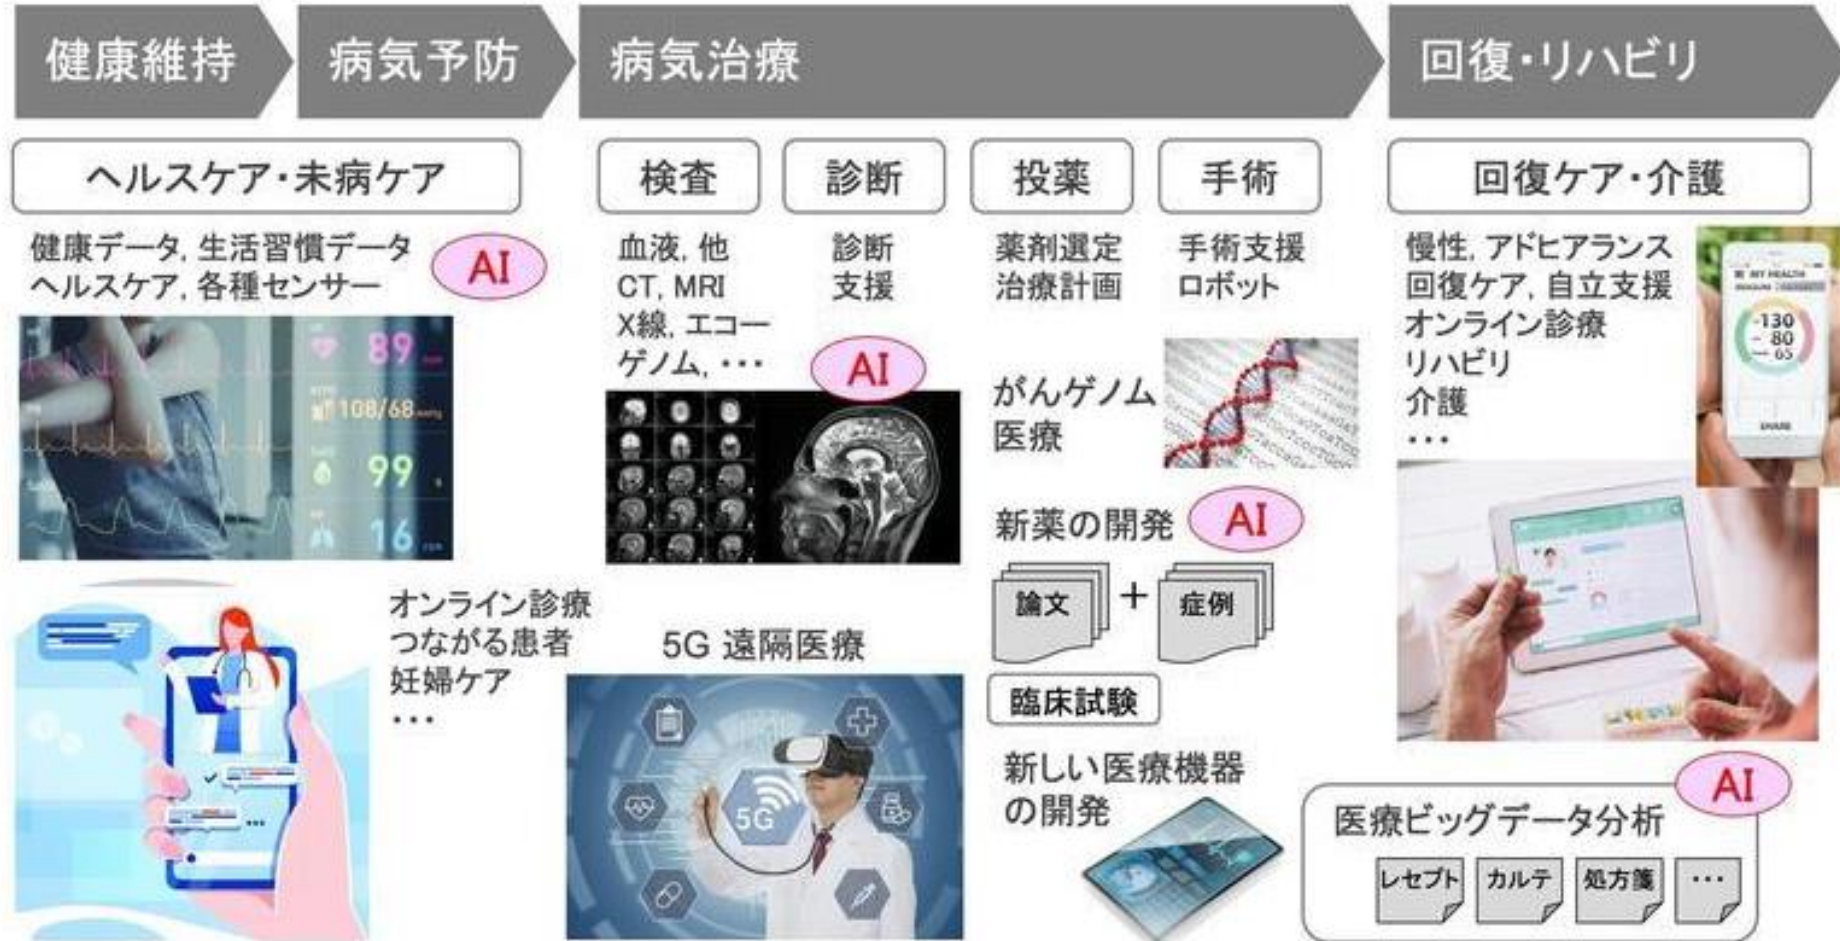 健康維持
病気予防
病気治療
回復・リハビリ
ヘルスケア・未病ケア
健康データ, 生活習慣データ
ヘルスケア, 各種センサー
AI
89
108/68
99
16
オンライン診療
つながる患者
妊婦ケア
・・・
検査
血液, 他
CT, MRI
X線, エコー
ゲノム, ・・・
診断
診断
支援
AI
5G 遠隔医療
5G
投薬
薬剤選定
治療計画
手術
手術支援
ロボット
がんゲノム
医療
新薬の開発
AI
論文
+
症例
臨床試験
新しい医療機器
の開発
回復ケア・介護
慢性, アドヒアランス
回復ケア, 自立支援
オンライン診療
リハビリ
介護
・・・
MY HEALTH
130
80
65
SHARE
AI
医療ビッグデータ分析
レセプト
カルテ
処方箋
・・・